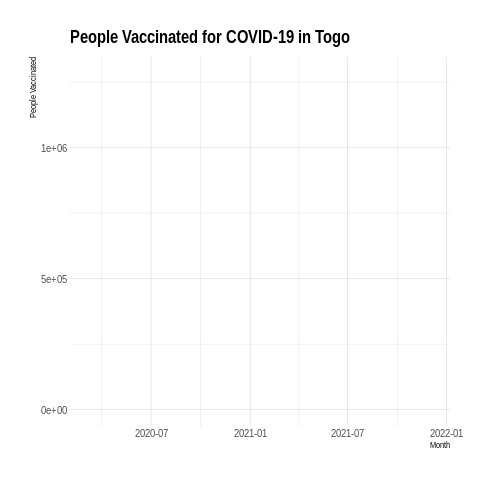 People Vaccinated for COVID-19 in Togo
People Vaccinated
1e+06
5e+05
0e+00
2020-07 2021-01 2021-07 2022-01
Month